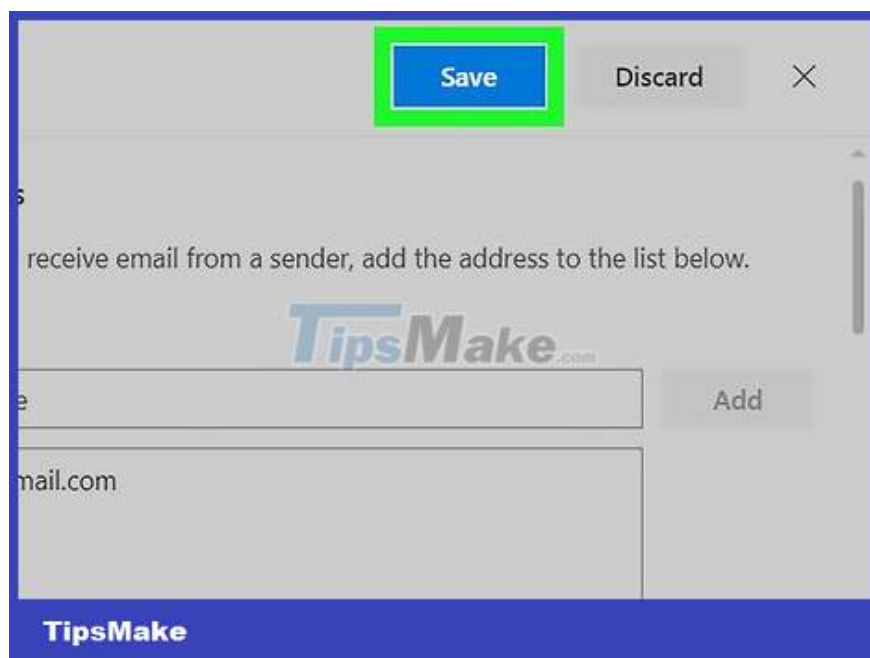 Save Discard
s
receive email from a sender, add the address to the list below.
TipsMake.com
e Add
mail.com
TipsMake